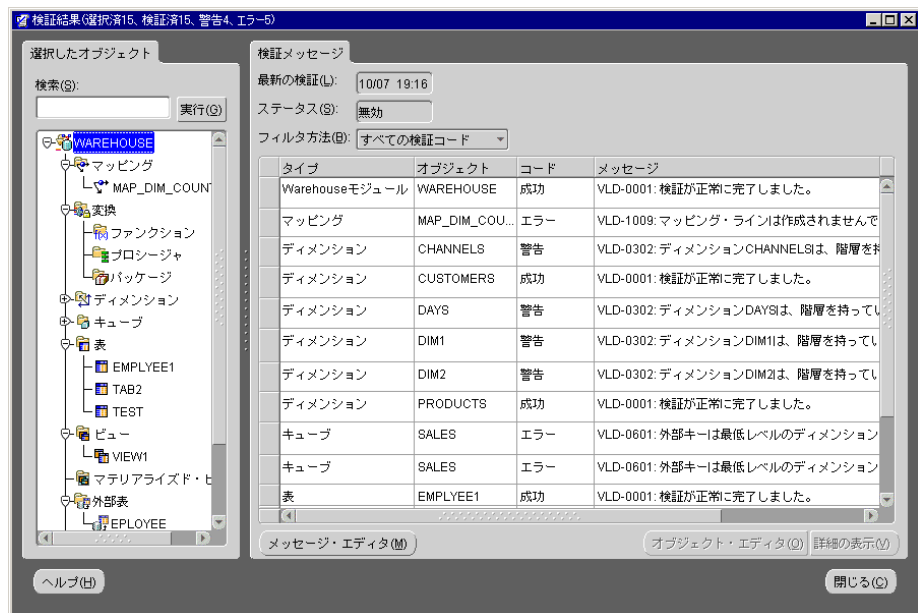 検証結果(選択済15、検証済15、警告4、エラー5)
選択したオブジェクト
検索(S):
実行(G)
WAREHOUSE
マッピング
MAP_DIM_COUNT
変換
ファンクション
プロシージャ
パッケージ
ディメンション
キューブ
表
EMPLYEE1
TAB2
TEST
ビュー
VIEW1
マテリアライズド・ビ
外部表
EPLOYEE
検証メッセージ
最新の検証(L): 10/07 19:16
ステータス(S): 無効
フィルタ方法(B): すべての検証コード
タイプ オブジェクト コード メッセージ
Warehouseモジュール WAREHOUSE 成功 VLD-0001: 検証が正常に完了しました。
マッピング MAP_DIM_COU... エラー VLD-1009: マッピング・ラインは作成されませんで
ディメンション CHANNELS 警告 VLD-0302: ディメンションCHANNELSは、階層を持
ディメンション CUSTOMERS 成功 VLD-0001: 検証が正常に完了しました。
ディメンション DAYS 警告 VLD-0302: ディメンションDAYSは、階層を持ってい
ディメンション DIM1 警告 VLD-0302: ディメンションDIM1は、階層を持ってい
ディメンション DIM2 警告 VLD-0302: ディメンションDIM2は、階層を持ってい
ディメンション PRODUCTS 成功 VLD-0001: 検証が正常に完了しました。
キューブ SALES エラー VLD-0601: 外部キーは最低レベルのディメンション
キューブ SALES エラー VLD-0601: 外部キーは最低レベルのディメンション
表 EMPLYEE1 成功 VLD-0001: 検証が正常に完了しました。
メッセージ・エディタ(M) オブジェクト・エディタ(O) 詳細の表示(V)
ヘルプ(H) 閉じる(C)